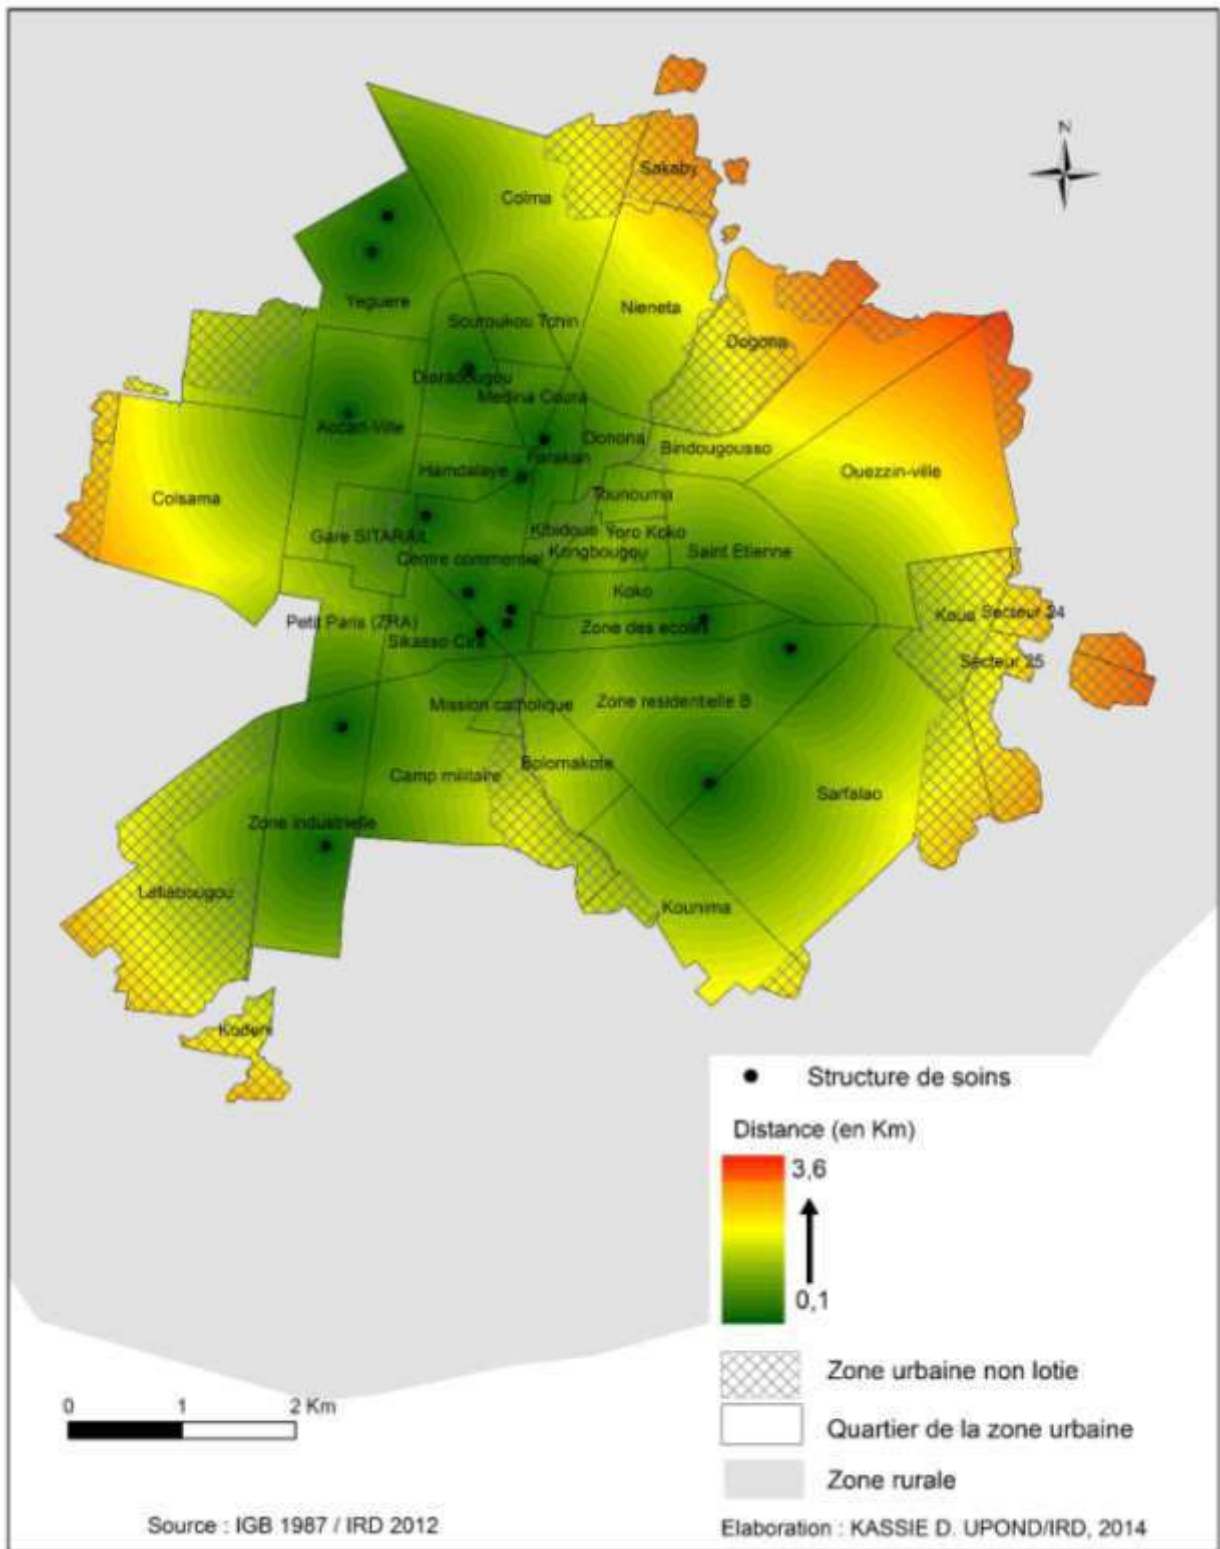 N
Sakaby
Colma
Yeguere
Nieneta
Souroukou Tchin
Dogona
Diaradougou
Medina Coura
Accart-Ville
Donona
Bindougousso
Farakan
Hamdalaye
Ouezzin-ville
Colsama
Tounouma
Gare SITARAIL
Kibidoue
Yoro Koko
Centre commerciel
Kongbougou
Saint Etienne
Koko
Koua
Secteur 24
Petit Paris (ZRA)
Zone des ecoles
Sikasso Cira
Secteur 25
Mission catholique
Zone residentielle B
Bolomakote
Camp militaire
Sarfalao
Zone industrielle
Lafiabougou
Kounima
Kodeni
Structure de soins
Distance (en Km)
3,6
0,1
Zone urbaine non lotie
0 1 2 Km
Quartier de la zone urbaine
Zone rurale
Source : IGB 1987 / IRD 2012
Elaboration : KASSIE D. UPOND/IRD, 2014